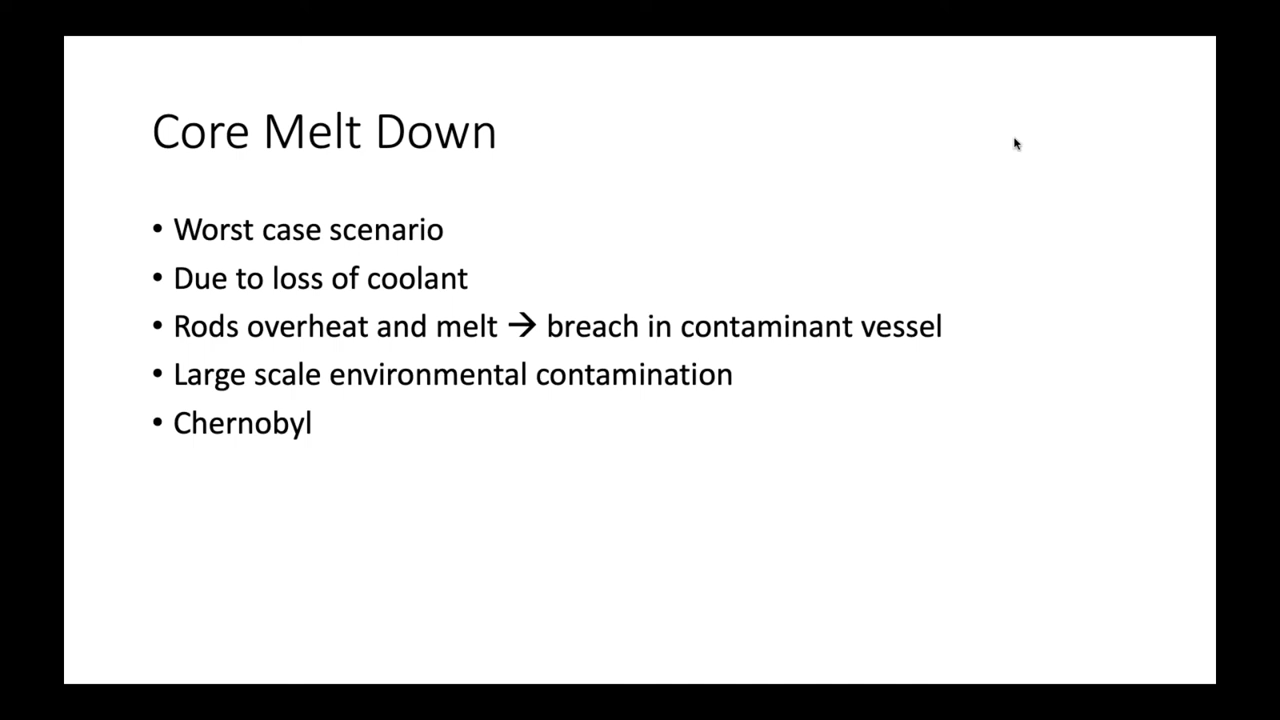 Core Melt Down
• Worst case scenario
• Due to loss of coolant
• Rods overheat and melt → breach in contaminant vessel
• Large scale environmental contamination
• Chernobyl